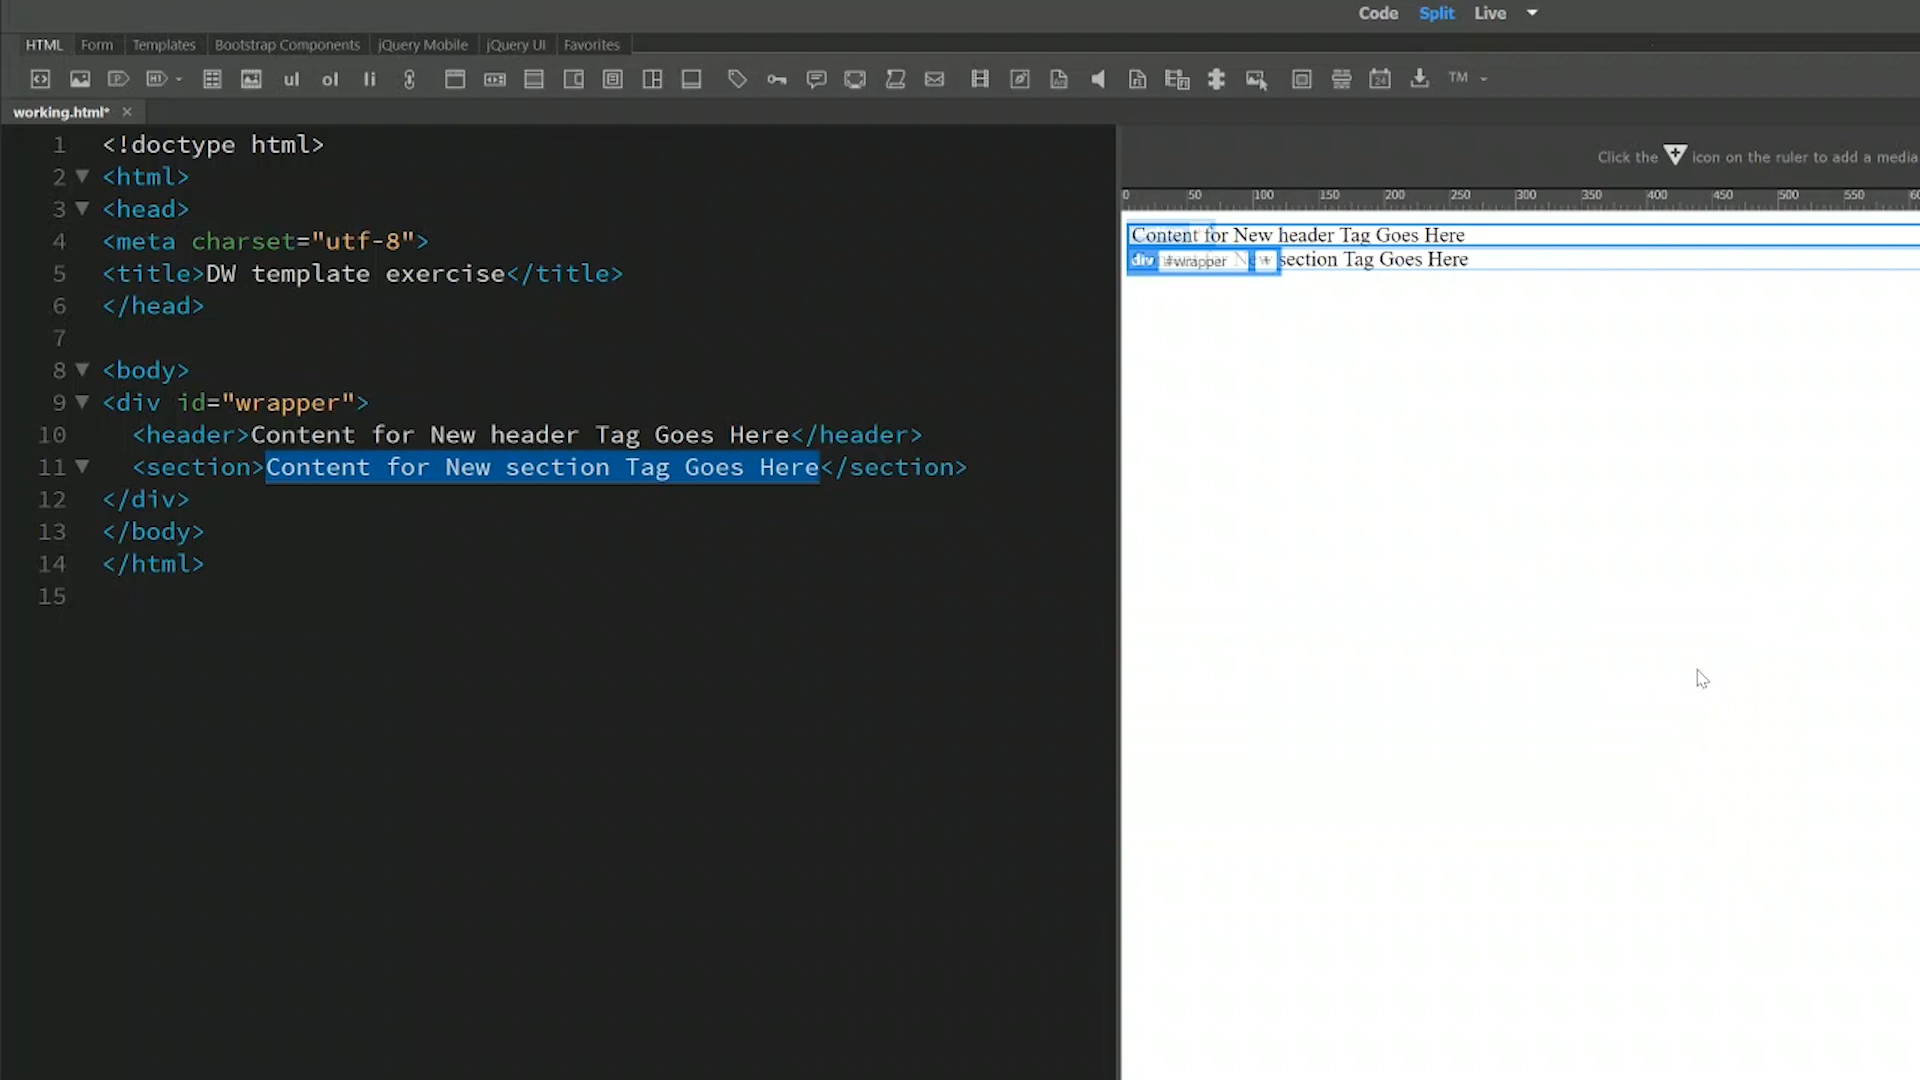 Code Split Live
HTML Form Templates Bootstrap Components jQuery Mobile jQuery UI Favorites
ul ol li TM
working.html*
1 <!doctype html>
2 <html>
3 <head>
4 <meta charset="utf-8">
5 <title>DW template exercise</title>
6 </head>
7
8 <body>
9 <div id="wrapper">
10 <header>Content for New header Tag Goes Here</header>
11 <section>Content for New section Tag Goes Here</section>
12 </div>
13 </body>
14 </html>
15
Click the icon on the ruler to add a media
0 50 100 150 200 250 300 350 400 450 500 550
Content for New header Tag Goes Here
div #wrapper + section Tag Goes Here